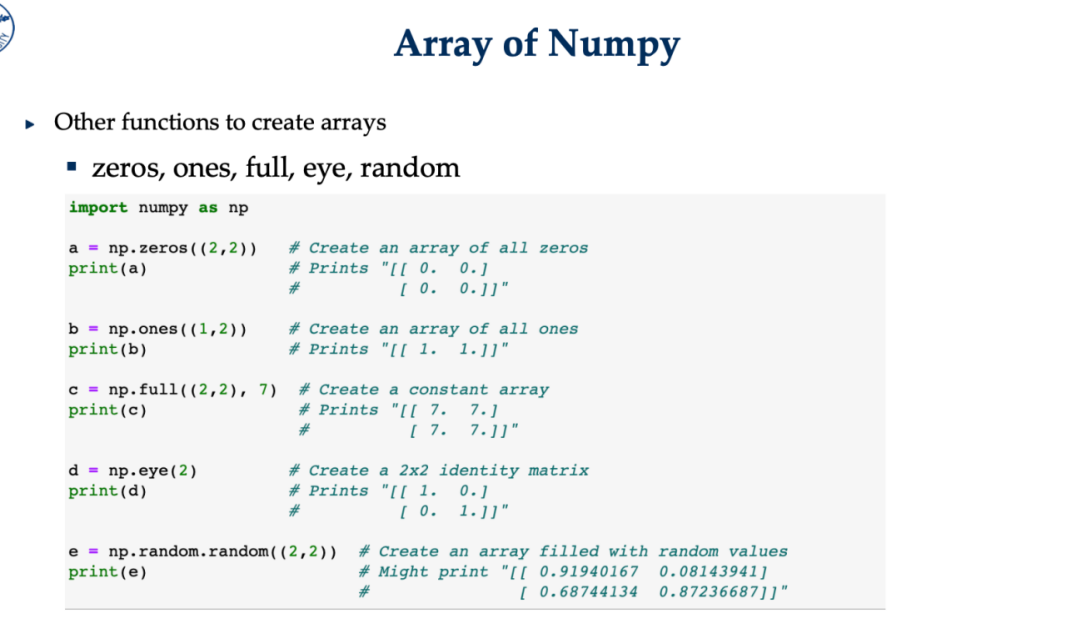 Array of Numpy
Other functions to create arrays
zeros, ones, full, eye, random
import numpy as np
a = np.zeros((2,2))   # Create an array of all zeros
print(a)              # Prints "[[ 0.  0.]
                      #          [ 0.  0.]]"
b = np.ones((1,2))    # Create an array of all ones
print(b)              # Prints "[[ 1.  1.]]"
c = np.full((2,2), 7)  # Create a constant array
print(c)               # Prints "[[ 7.  7.]
                       #          [ 7.  7.]]"
d = np.eye(2)         # Create a 2x2 identity matrix
print(d)              # Prints "[[ 1.  0.]
                      #          [ 0.  1.]]"
e = np.random.random((2,2))  # Create an array filled with random values
print(e)                     # Might print "[[ 0.91940167  0.08143941]
                             #               [ 0.68744134  0.87236687]]"